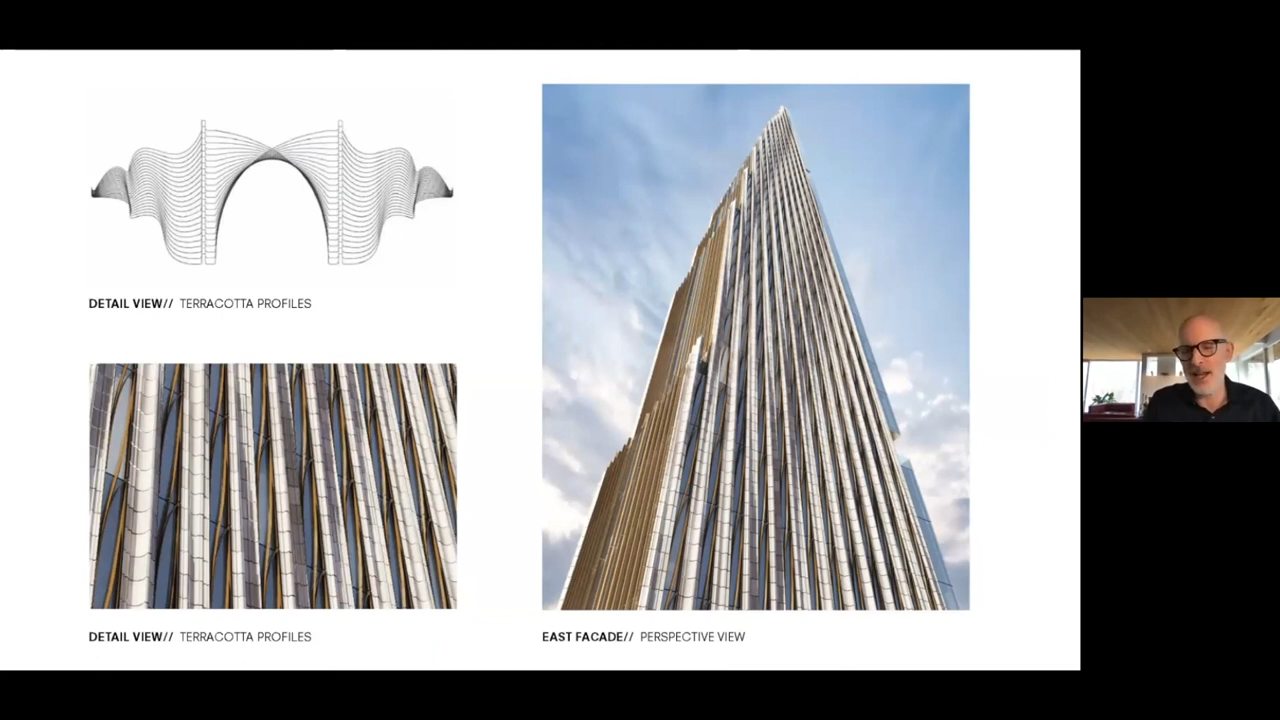 DETAIL VIEW// TERRACOTTA PROFILES
DETAIL VIEW// TERRACOTTA PROFILES
EAST FACADE// PERSPECTIVE VIEW